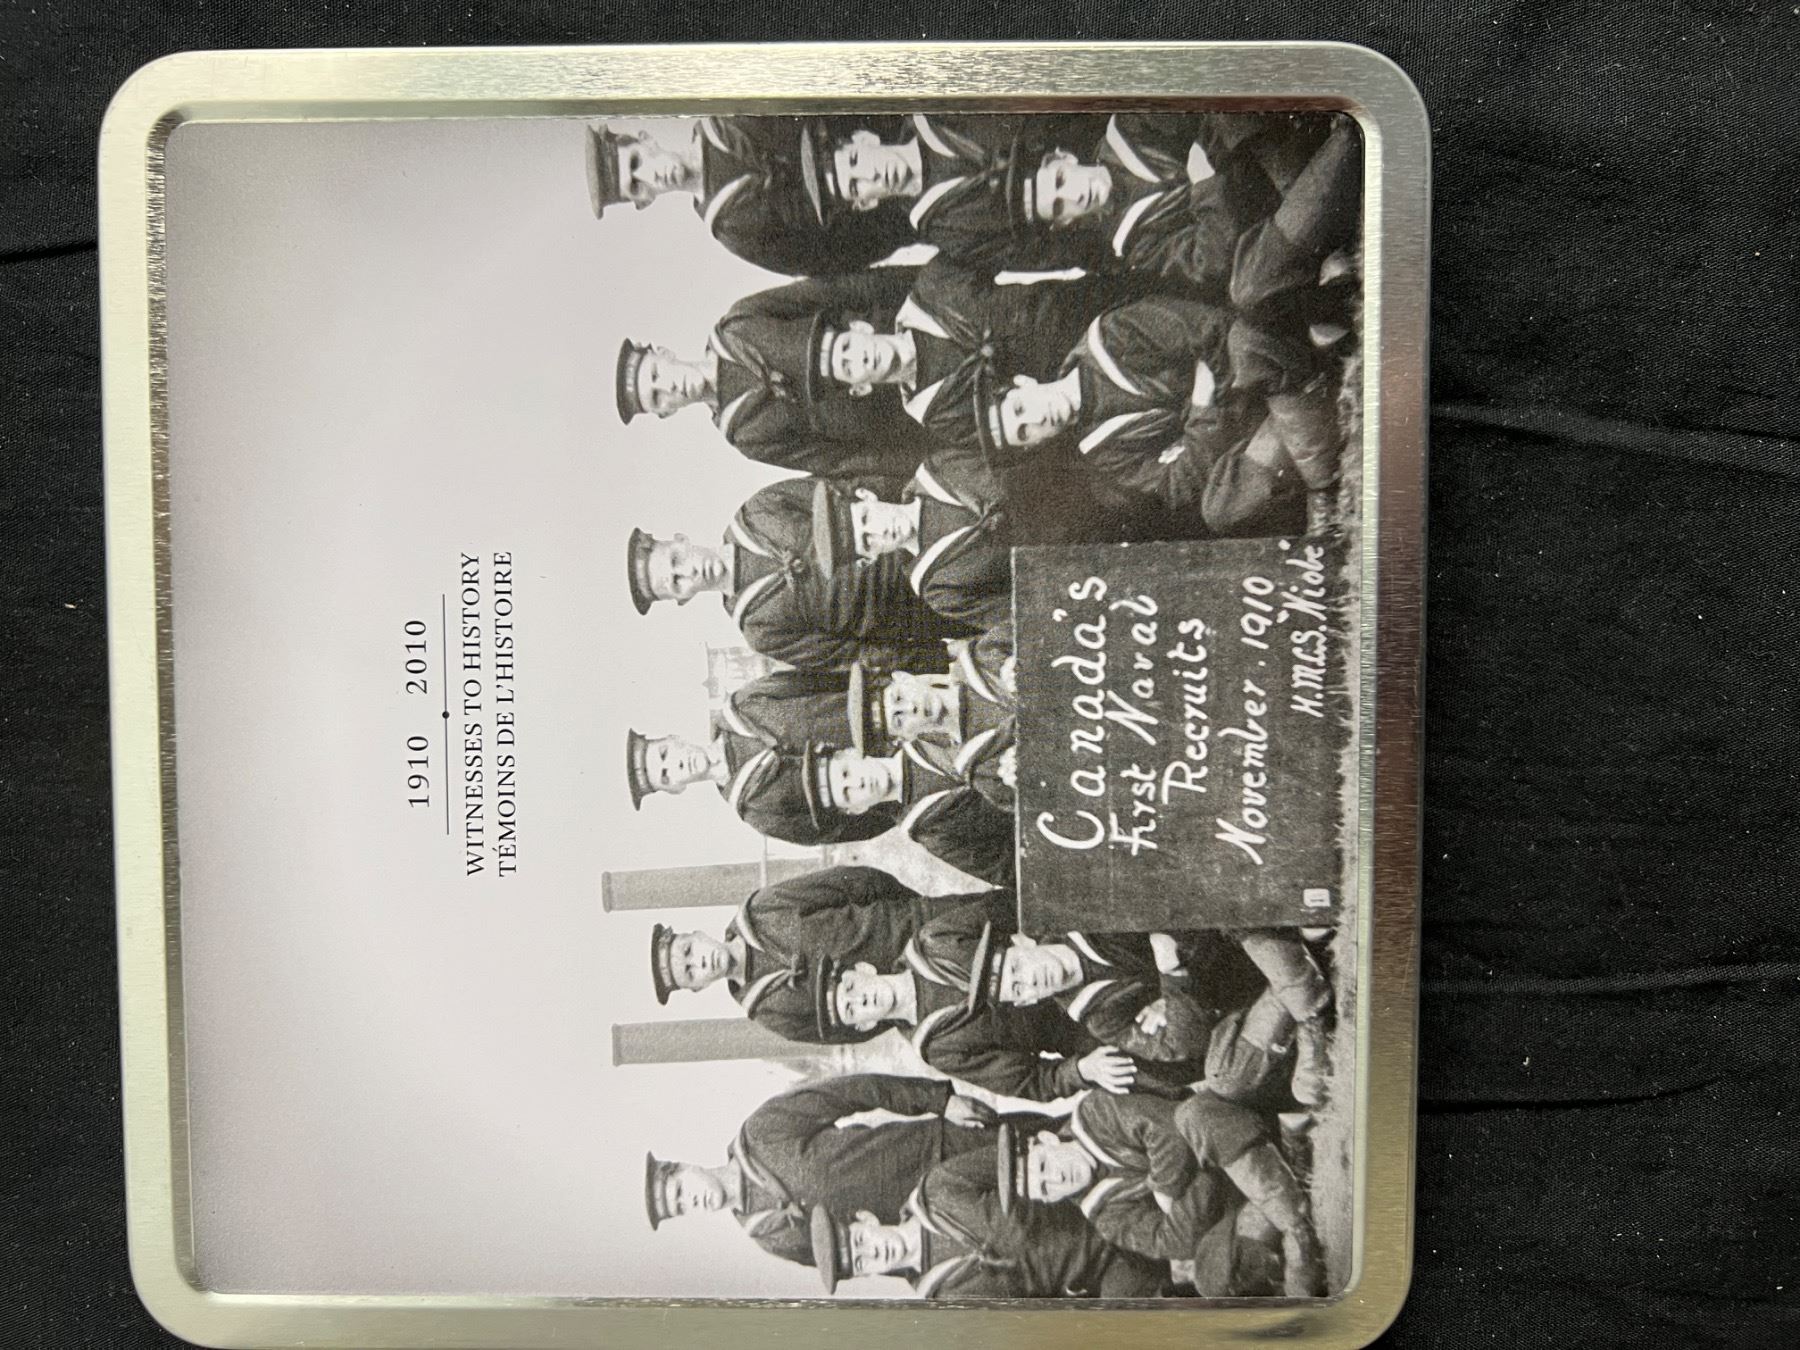 1910 2010
WITNESSES TO HISTORY
TÉMOINS DE L'HISTOIRE
Canada's
First Naval
Recruits
November. 1910
H.M.C.S. "Niobe"